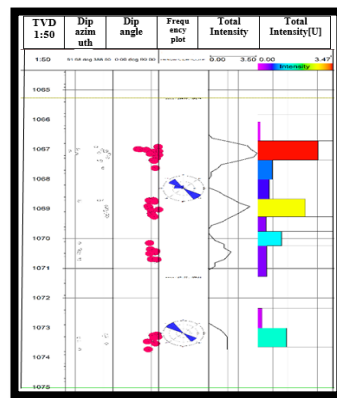 TVD 1:50
Dip azim uth
Dip angle
Frequ ency plot
Total Intensity
Total Intensity[U]
1:50
0.00
3.50
0.00
3.47
Intensity
1065
1066
1067
1068
1069
1070
1071
1072
1073
1074
1075